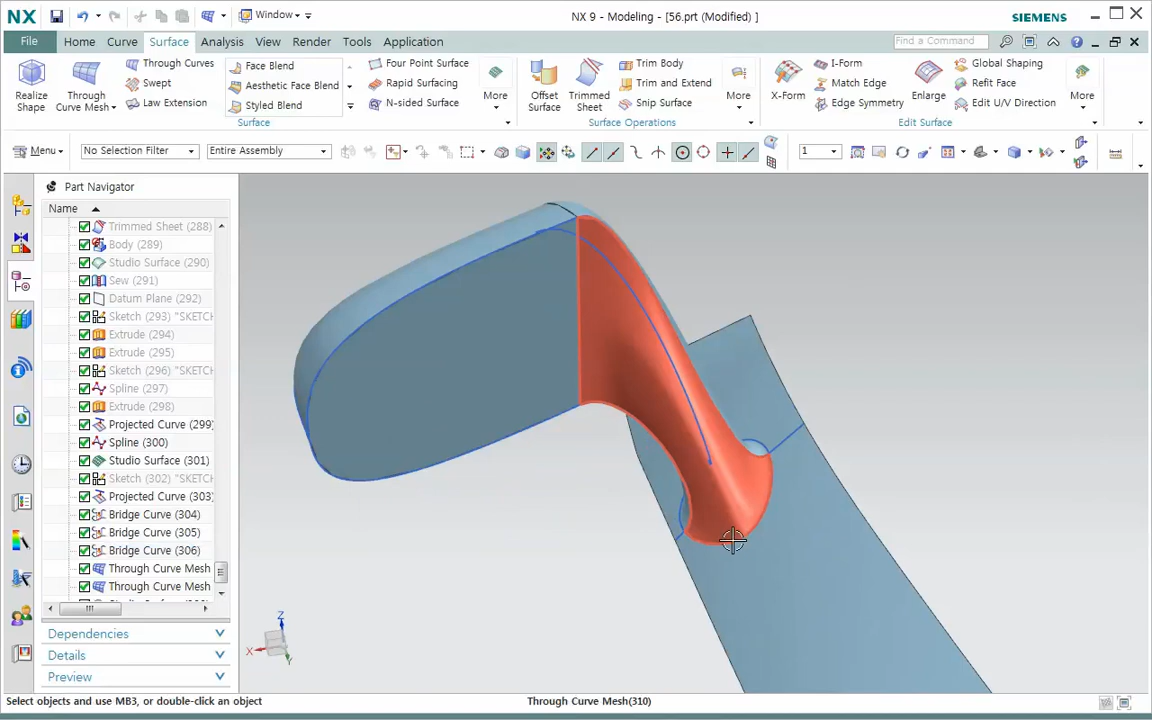 NX Window NX 9 - Modeling - [56.prt (Modified) ] SIEMENS
File Home Curve Surface Analysis View Render Tools Application Find a Command
Realize Shape
Through Curve Mesh
Through Curves
Swept
Law Extension
Face Blend
Aesthetic Face Blend
Styled Blend
Four Point Surface
Rapid Surfacing
N-sided Surface
More
Surface
Offset Surface
Trimmed Sheet
Trim Body
Trim and Extend
Snip Surface
More
Surface Operations
X-Form
I-Form
Match Edge
Edge Symmetry
Enlarge
Global Shaping
Refit Face
Edit U/V Direction
More
Edit Surface
Menu No Selection Filter Entire Assembly 1
Part Navigator
Name
Trimmed Sheet (288)
Body (289)
Studio Surface (290)
Sew (291)
Datum Plane (292)
Sketch (293) "SKETCH
Extrude (294)
Extrude (295)
Sketch (296) "SKETCH
Spline (297)
Extrude (298)
Projected Curve (299)
Spline (300)
Studio Surface (301)
Sketch (302) "SKETCH
Projected Curve (303)
Bridge Curve (304)
Bridge Curve (305)
Bridge Curve (306)
Through Curve Mesh
Through Curve Mesh
Dependencies
Details
Preview
Z
X
Y
Select objects and use MB3, or double-click an object Through Curve Mesh(310)